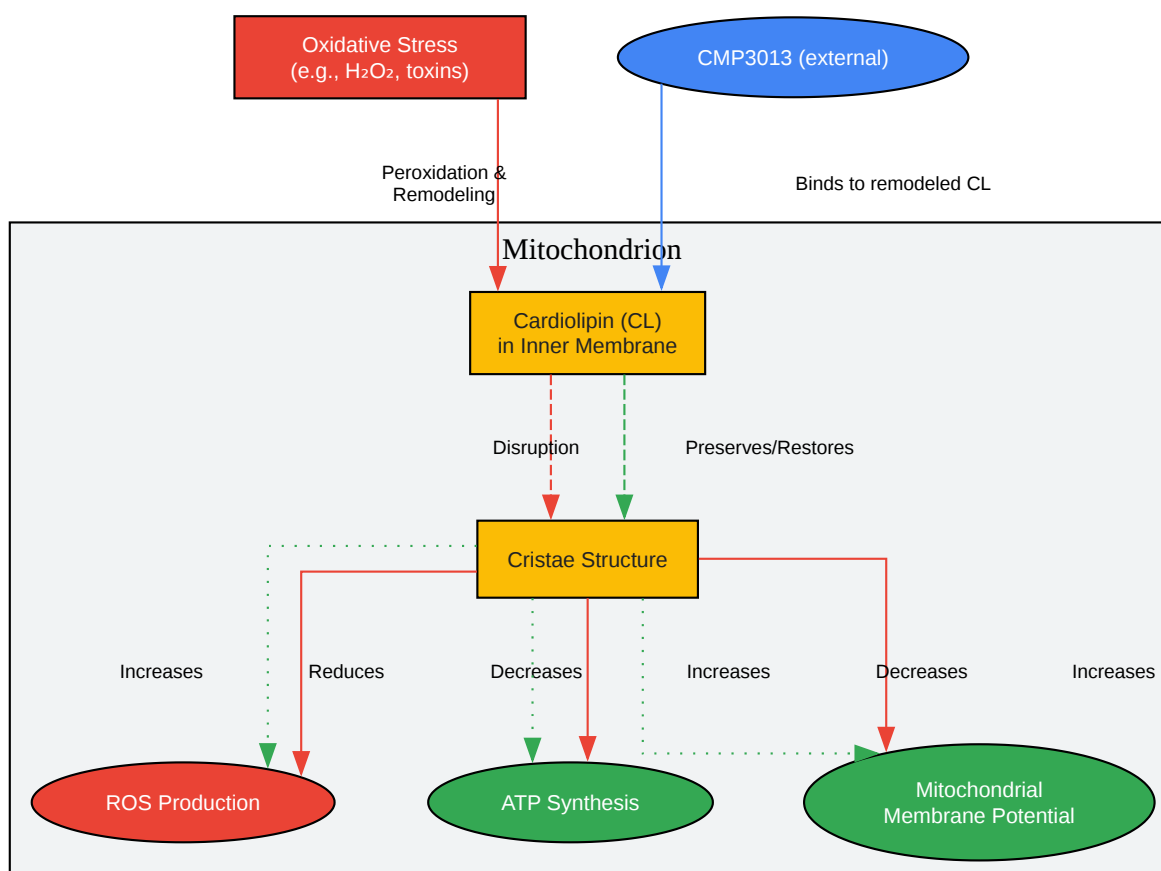 Oxidative Stress
(e.g., H₂O₂, toxins)
CMP3013 (external)
Peroxidation &
Remodeling
Binds to remodeled CL
Mitochondrion
Cardiolipin (CL)
in Inner Membrane
Disruption
Preserves/Restores
Cristae Structure
Increases
Reduces
Decreases
Increases
Decreases
Increases
ROS Production
ATP Synthesis
Mitochondrial
Membrane Potential